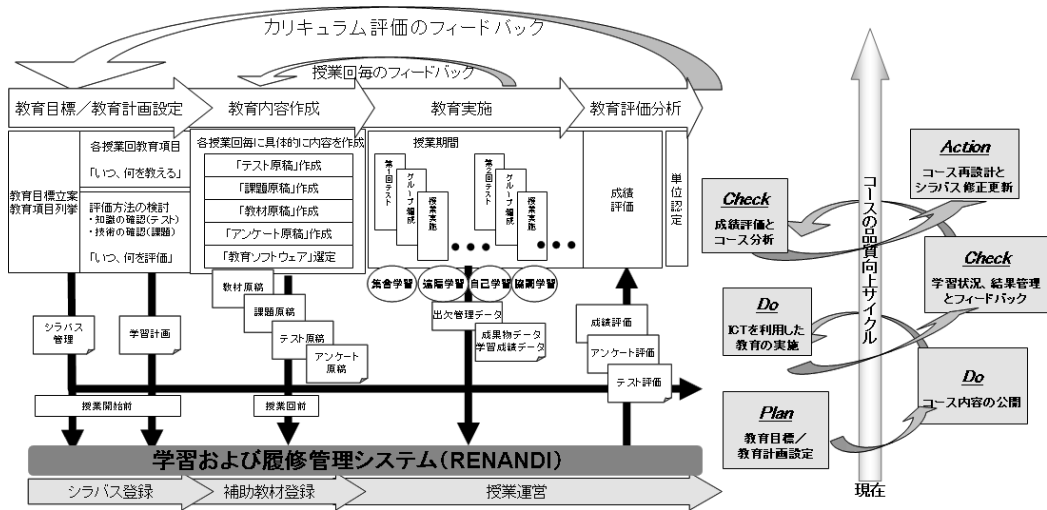 カリキュラム評価のフィードバック
授業回毎のフィードバック
教育目標／教育計画設定
教育内容作成
教育実施
教育評価分析
教育目標立案
教育項目列挙
各授業回教育項目
「いつ、何を教える」
評価方法の検討
・知識の確認(テスト)
・技術の確認(課題)
「いつ、何を評価」
各授業回毎に具体的に内容を作成
「テスト原稿」作成
「課題原稿」作成
「教材原稿」作成
「アンケート原稿」作成
「教育ソフトウェア」選定
授業期間
第1回テスト
グループ編成
授業実施
第2回テスト
グループ編成
授業実施
成績
評価
単位認定
集合学習
遠隔学習
自己学習
協調学習
シラバス
管理
学習計画
教材原稿
課題原稿
テスト原稿
アンケート
原稿
出欠管理データ
成果物データ
学習成績データ
成績評価
アンケート評価
テスト評価
授業開始前
授業回前
学習および履修管理システム(RENANDI)
シラバス登録
補助教材登録
授業運営
コースの品質向上サイクル
現在
Action
コース再設計と
シラバス修正更新
Check
成績評価と
コース分析
Check
学習状況、結果管理
とフィードバック
Do
ICTを利用した
教育の実施
Do
コース内容の公開
Plan
教育目標／
教育計画設定